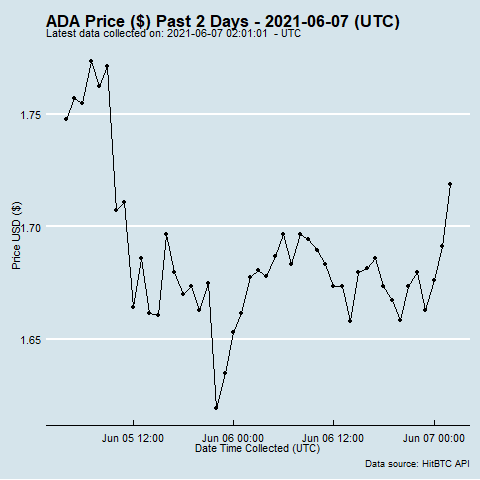 ADA Price ($) Past 2 Days - 2021-06-07 (UTC)
Latest data collected on: 2021-06-07 02:01:01  - UTC
1.75
1.70
1.65
Price USD ($)
Jun 05 12:00
Jun 06 00:00
Jun 06 12:00
Jun 07 00:00
Date Time Collected (UTC)
Data source: HitBTC API